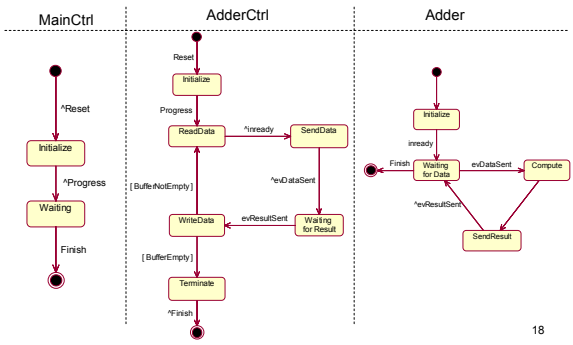 MainCtrl
AdderCtrl
Adder
^Reset
Initialize
^Progress
Waiting
Finish
Reset
Initialize
Progress
ReadData
^inready
SendData
^evDataSent
[ BufferNotEmpty ]
WriteData
evResultSent
Waiting
for Result
[ BufferEmpty ]
Terminate
^Finish
Initialize
inready
Finish
Waiting
for Data
evDataSent
Compute
^evResultSent
SendResult
18